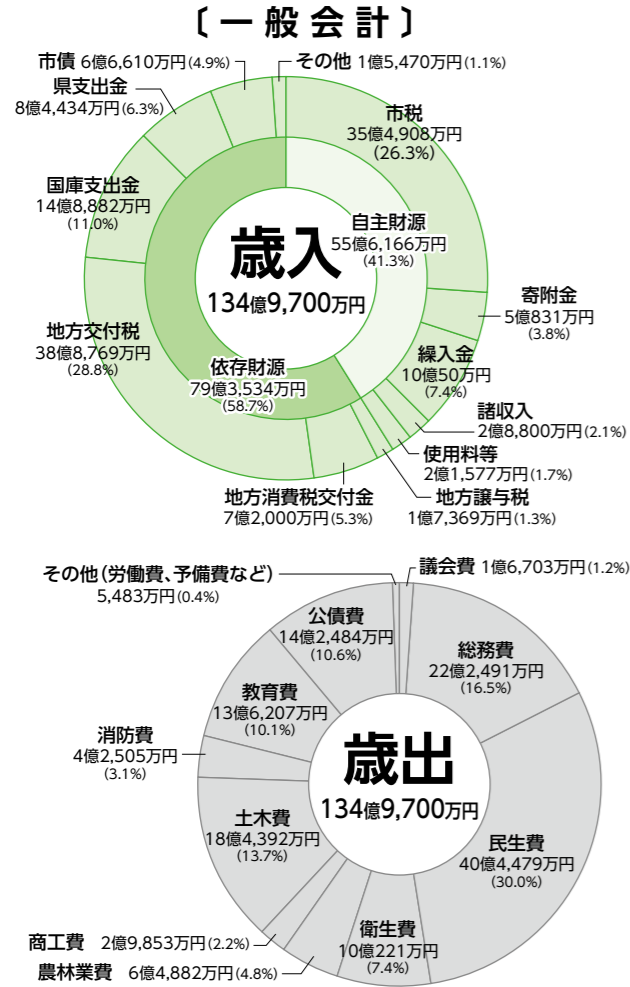 〔一般会計〕
市債 6億6,610万円(4.9%)
その他 1億5,470万円(1.1%)
県支出金
8億4,434万円(6.3%)
市税
35億4,908万円
(26.3%)
国庫支出金
14億8,882万円
(11.0%)
自主財源
55億6,166万円
(41.3%)
歳入
134億9,700万円
寄附金
5億831万円
(3.8%)
地方交付税
38億8,769万円
(28.8%)
繰入金
10億50万円
(7.4%)
依存財源
79億3,534万円
(58.7%)
諸収入
2億8,800万円(2.1%)
使用料等
2億1,577万円(1.7%)
地方消費税交付金
7億2,000万円(5.3%)
地方譲与税
1億7,369万円(1.3%)
その他(労働費、予備費など)
5,483万円(0.4%)
議会費 1億6,703万円(1.2%)
公債費
14億2,484万円
(10.6%)
総務費
22億2,491万円
(16.5%)
教育費
13億6,207万円
(10.1%)
消防費
4億2,505万円
(3.1%)
歳出
134億9,700万円
土木費
18億4,392万円
(13.7%)
民生費
40億4,479万円
(30.0%)
衛生費
10億221万円
(7.4%)
商工費 2億9,853万円(2.2%)
農林業費 6億4,882万円(4.8%)